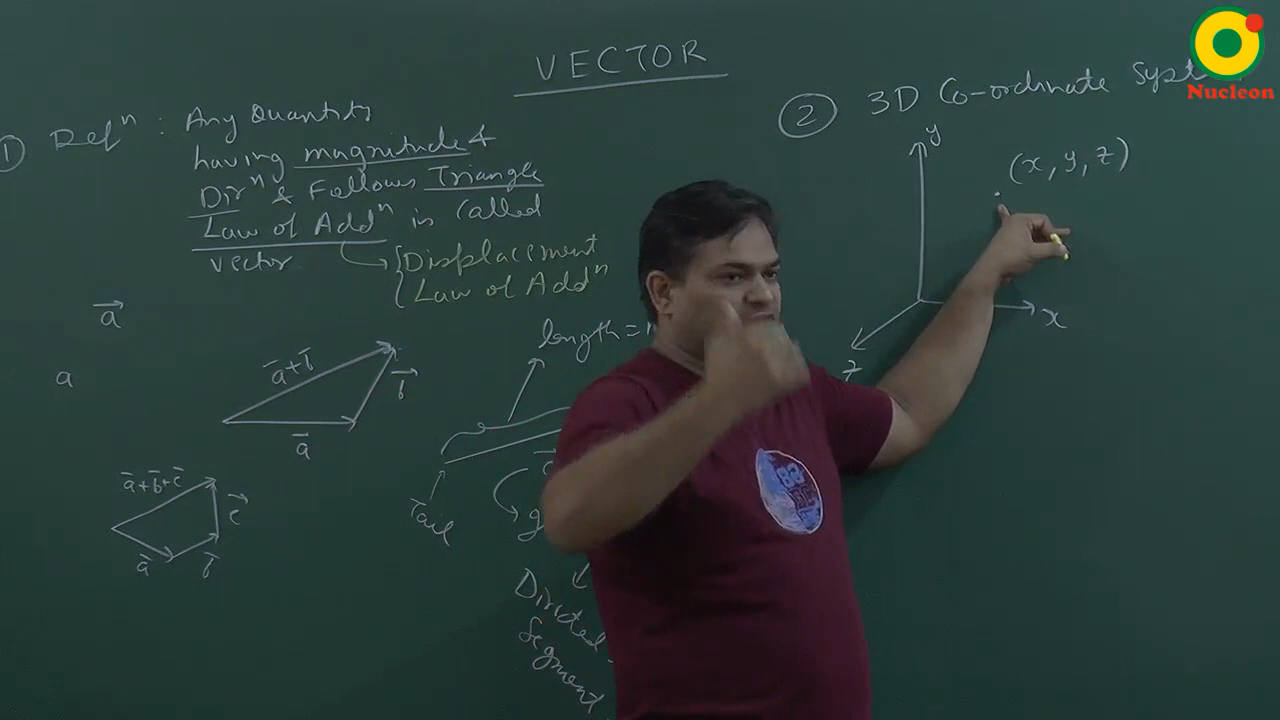 VECTOR
① Defⁿ : Any Quantity
having magnitude &
Dirⁿ & Follows Triangle
Law of Addⁿ is called
vector.
{Displacement
Law of Addⁿ
a⃗
a
a⃗+b⃗
b⃗
a⃗
a⃗+b⃗+c⃗
c⃗
a⃗
b⃗
length =
Tail
Directed
Segment
② 3D Co-ordinate Syst
y
(x, y, z)
x
z
Nucleon